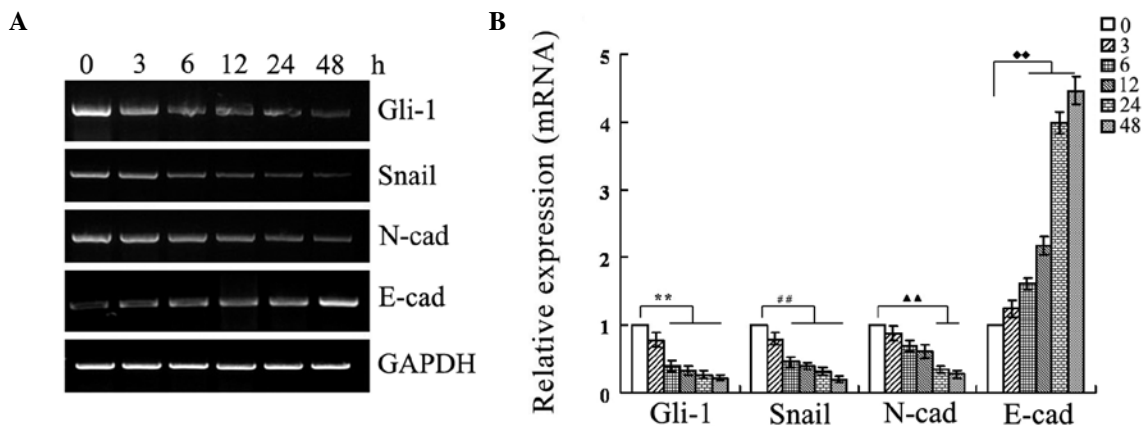 A
0 3 6 12 24 48 h
Gli-1
Snail
N-cad
E-cad
GAPDH
B
Relative expression (mRNA)
5
4
3
2
1
0
** ## ▲▲ ◆◆
Gli-1 Snail N-cad E-cad
0
3
6
12
24
48